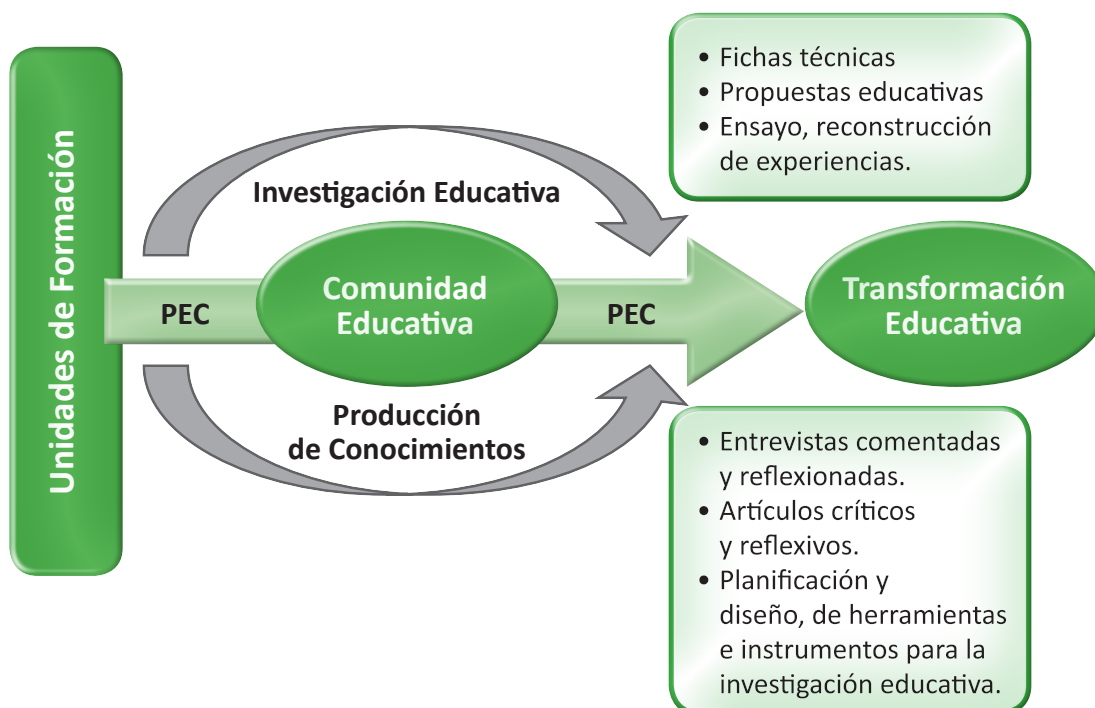 Unidades de Formación
Investigación Educativa
PEC
Comunidad
Educativa
PEC
Producción
de Conocimientos
• Fichas técnicas
• Propuestas educativas
• Ensayo, reconstrucción
de experiencias.
Transformación
Educativa
• Entrevistas comentadas
y reflexionadas.
• Artículos críticos
y reflexivos.
• Planificación y
diseño, de herramientas
e instrumentos para la
investigación educativa.